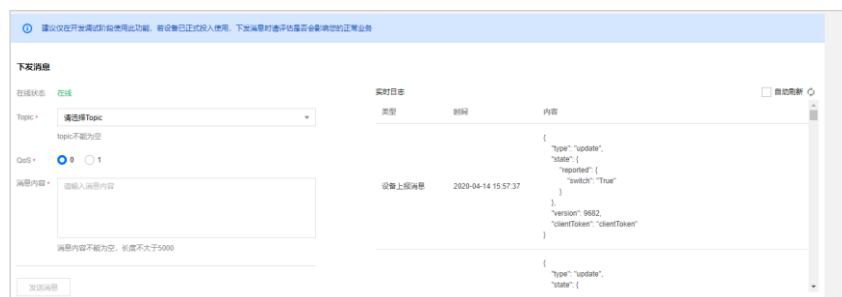 建议仅在开发调试阶段使用此功能，若设备已正式投入使用，下发消息时请评估是否会影响您的正常业务
下发消息
在线状态 在线
Topic * 请选择Topic
topic不能为空
QoS * 0 1
消息内容 * 请输入消息内容
消息内容不能为空，长度不大于5000
发送消息
实时日志 自动刷新
类型 时间 内容
{
"type": "update",
"state": {
"reported": {
"switch": "True"
}
设备上报消息 2020-04-14 15:57:37
},
"version": 9682,
"clientToken": "clientToken"
}
{
"type": "update",
"state": {